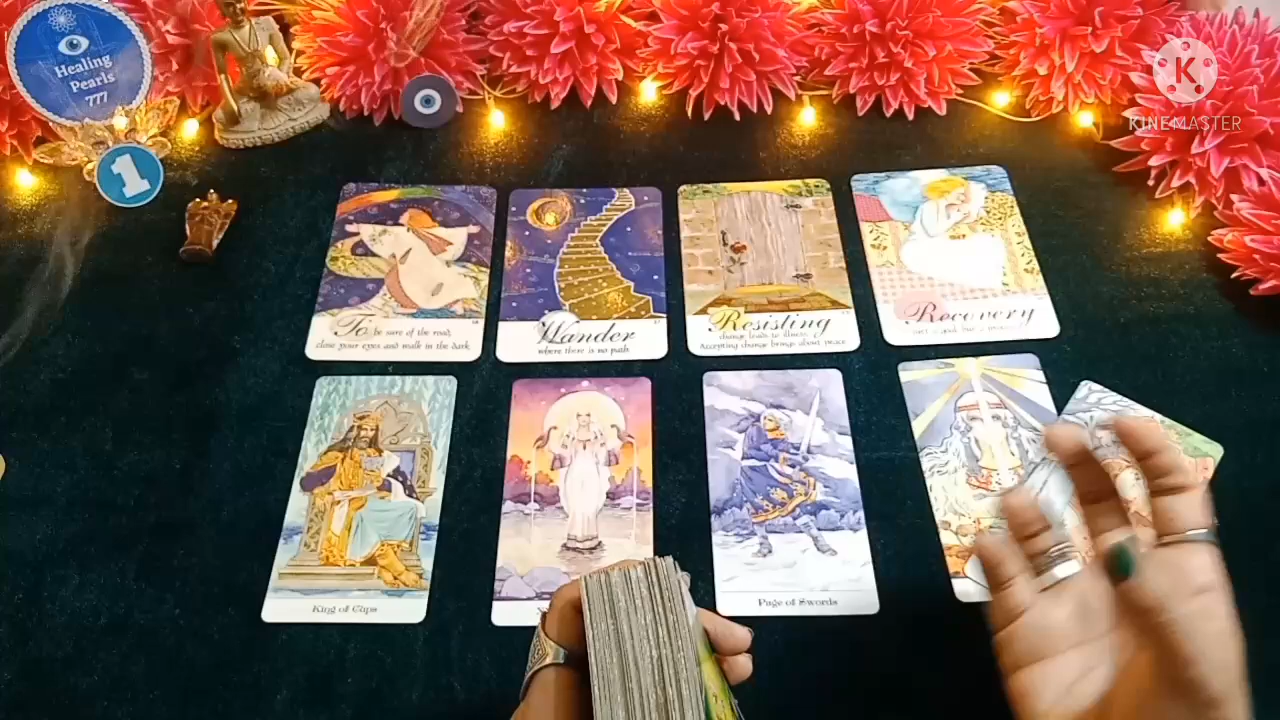 Healing
Pearls
777
1
K
KINEMASTER
To be sure of the road,
close your eyes and walk in the dark
Wander
where there is no path
Resisting
change leads to illness.
Accepting change brings about peace
Recovery
King of Cups
Page of Swords